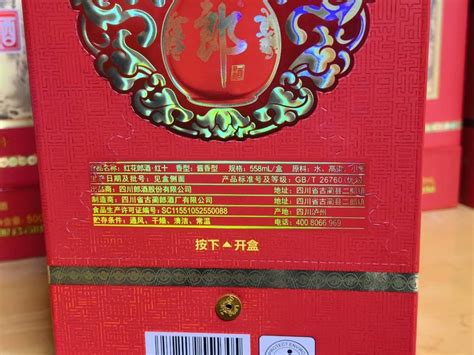 郎
产品标准名称：红花郎酒·红十 香型：酱香型 规格：558mL/盒 原料：水、高粱、小麦
生产日期及批号：见盒侧面 产品标准号及等级：GB/T 26760
出品商：四川郎酒股份有限公司 地址：四川省古蔺县二郎镇
制造商：四川省古蔺郎酒厂有限公司 地址：四川省古蔺县二郎镇
食品生产许可证编号：SC11551052550088 产地：四川泸州
贮存条件：通风、干燥、清洁、常温 电话：400 8066 969
按下▲开盒
酒
500